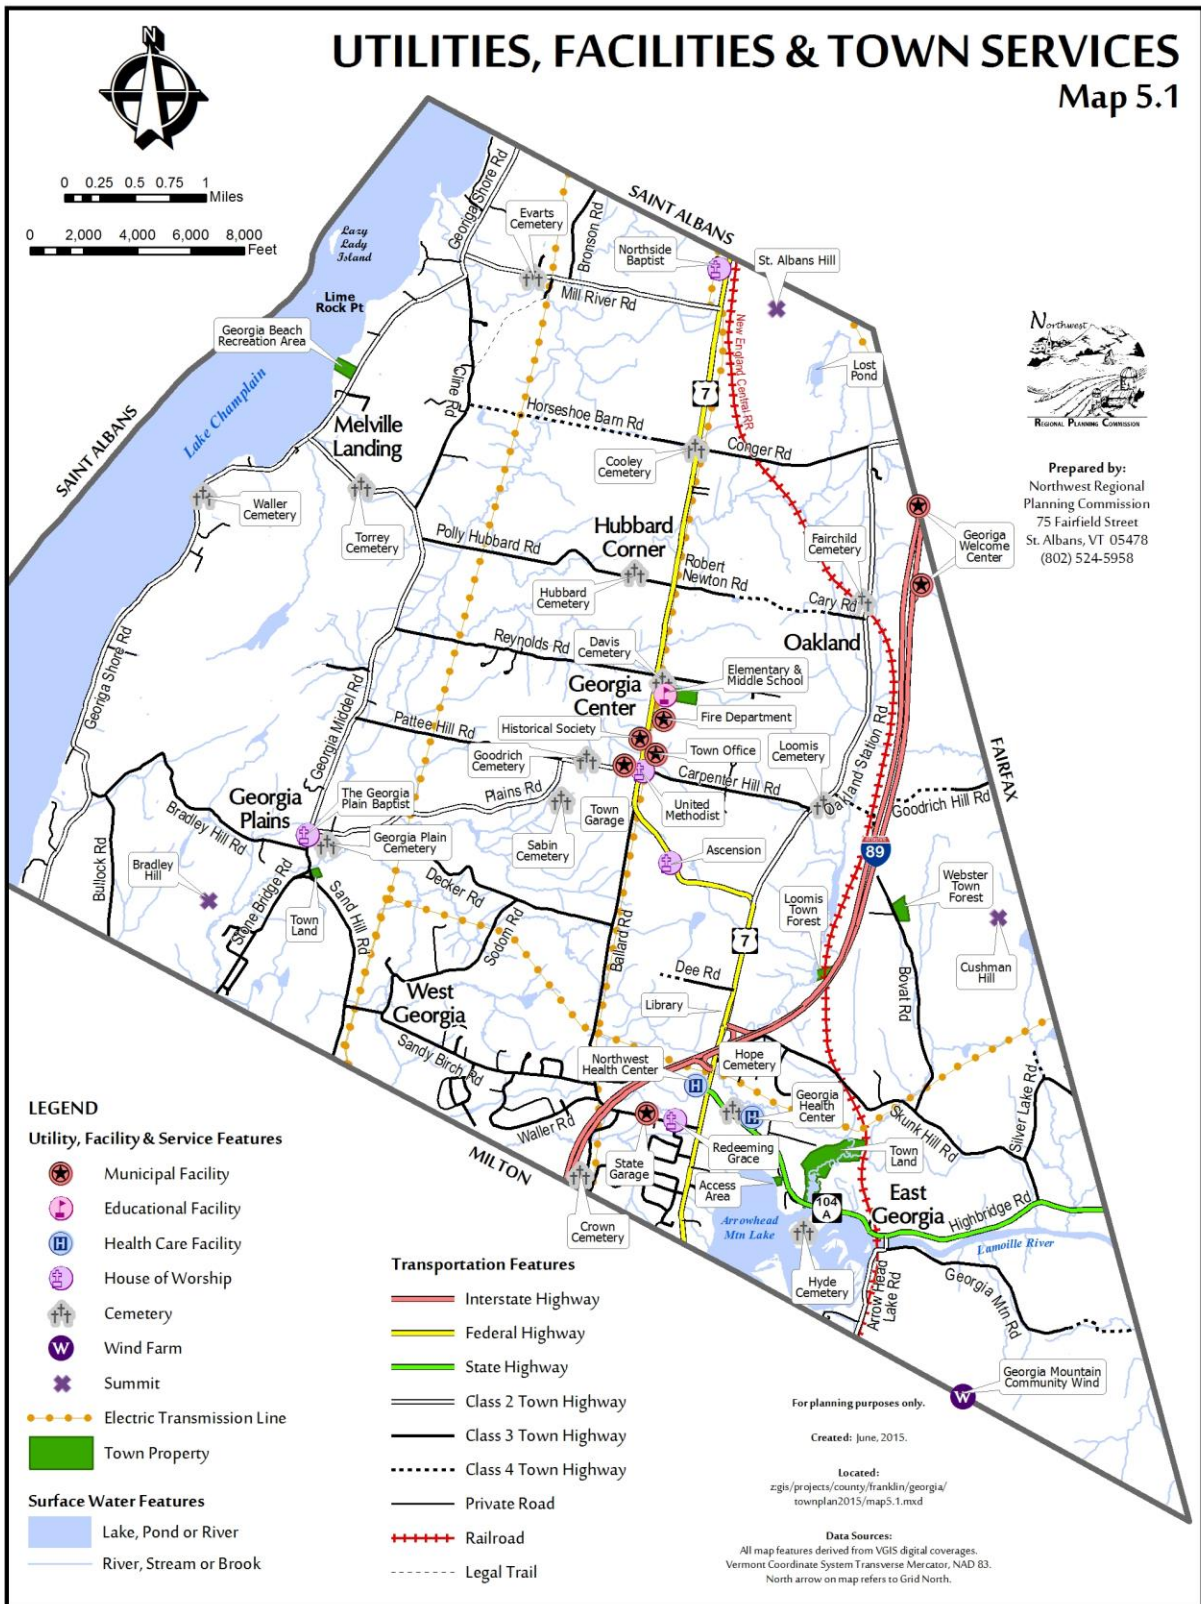 UTILITIES, FACILITIES & TOWN SERVICES
Map 5.1
N
0 0.25 0.5 0.75 1
Miles
0 2,000 4,000 6,000 8,000
Feet
SAINT ALBANS
Georgia Shore Rd
Evarts
Cemetery
Bronson Rd
Northside
Baptist
St. Albans Hill
Lazy
Lady
Island
Lime
Rock Pt
Mill River Rd
New England Central RR
Georgia Beach
Recreation Area
Lost
Pond
Northwest
REGIONAL PLANNING COMMISSION
Lake Champlain
SAINT ALBANS
Cline Rd
7
Melville
Landing
Horseshoe Barn Rd
Cooley
Cemetery
Conger Rd
Prepared by:
Northwest Regional
Planning Commission
75 Fairfield Street
St. Albans, VT 05478
(802) 524-5958
Waller
Cemetery
Torrey
Cemetery
Polly Hubbard Rd
Hubbard
Corner
Hubbard
Cemetery
Robert
Newton Rd
Fairchild
Cemetery
Georiga
Welcome
Center
Cary Rd
Oakland
Georiga Shore Rd
Reynolds Rd
Davis
Cemetery
Elementary &
Middle School
Georgia
Center
Fire Department
Historical Society
Town Office
Georgia Middel Rd
Pattee Hill Rd
Goodrich
Cemetery
Loomis
Cemetery
Oakland Station Rd
FAIRFAX
Carpenter Hill Rd
Goodrich Hill Rd
Plains Rd
The Georgia
Plain Baptist
Georgia
Plains
Town
Garage
United
Methodist
Bradley Hill Rd
Georgia Plain
Cemetery
Sabin
Cemetery
Ascension
89
Bullock Rd
Bradley
Hill
Stone Bridge Rd
Town
Land
Sand Hill Rd
Decker Rd
Sodom Rd
Ballard Rd
Loomis
Town
Forest
Webster
Town
Forest
7
Cushman
Hill
Dee Rd
Bovat Rd
West
Georgia
Library
Sandy Birch Rd
Northwest
Health Center
Hope
Cemetery
Georgia
Health
Center
Silver Lake Rd
Skunk Hill Rd
Waller Rd
MILTON
State
Garage
Redeeming
Grace
Town
Land
Access
Area
104
A
East
Georgia
Highbridge Rd
Crown
Cemetery
Arrowhead
Mtn Lake
Lamoille River
Hyde
Cemetery
Arrow Head
Lake Rd
Georgia Mtn Rd
Georgia Mountain
Community Wind
W
LEGEND
Utility, Facility & Service Features
Municipal Facility
Educational Facility
H Health Care Facility
House of Worship
Cemetery
W Wind Farm
Summit
Electric Transmission Line
Town Property
Surface Water Features
Lake, Pond or River
River, Stream or Brook
Transportation Features
Interstate Highway
Federal Highway
State Highway
Class 2 Town Highway
Class 3 Town Highway
Class 4 Town Highway
Private Road
Railroad
Legal Trail
For planning purposes only.
Created: June, 2015.
Located:
z:gis/projects/county/franklin/georgia/
townplan2015/map5.1.mxd
Data Sources:
All map features derived from VGIS digital coverages.
Vermont Coordinate System Transverse Mercator, NAD 83.
North arrow on map refers to Grid North.